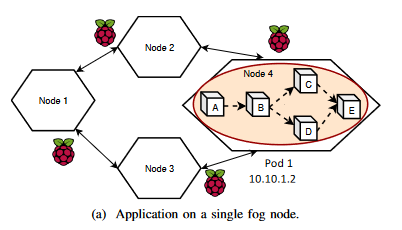 Node 2
Node 4
Node 1
C
A
B
E
D
Node 3
Pod 1
10.10.1.2
(a) Application on a single fog node.